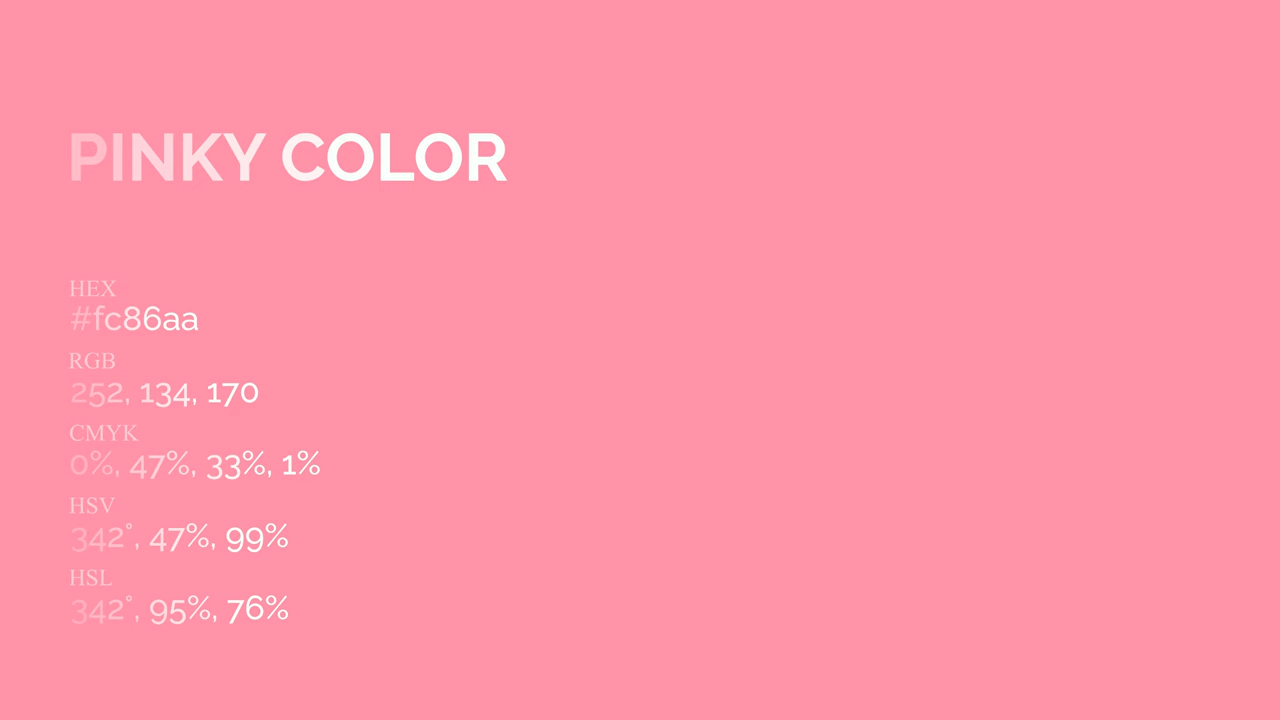 PINKY COLOR
HEX
#fc86aa
RGB
252, 134, 170
CMYK
0%, 47%, 33%, 1%
HSV
342°, 47%, 99%
HSL
342°, 95%, 76%